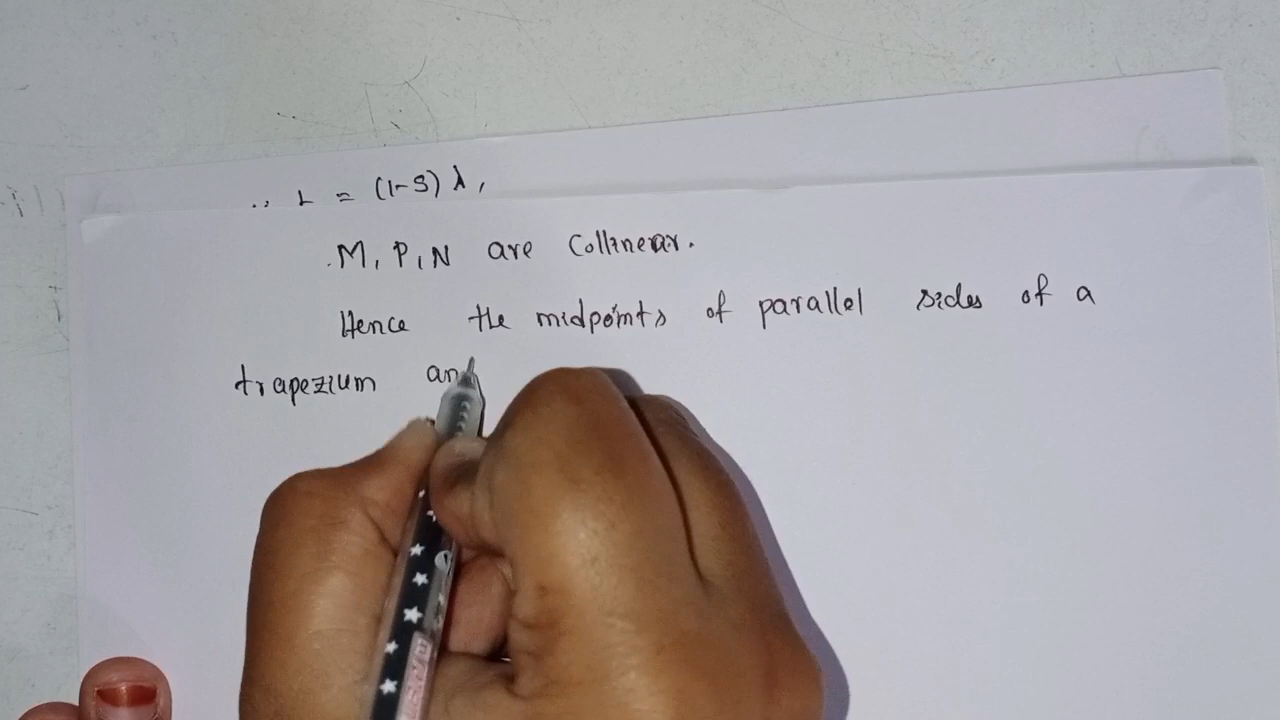 ∴ L = (1-S) λ,
M, P, N are Collinear.
Hence the midpoints of parallel sides of a
trapezium an